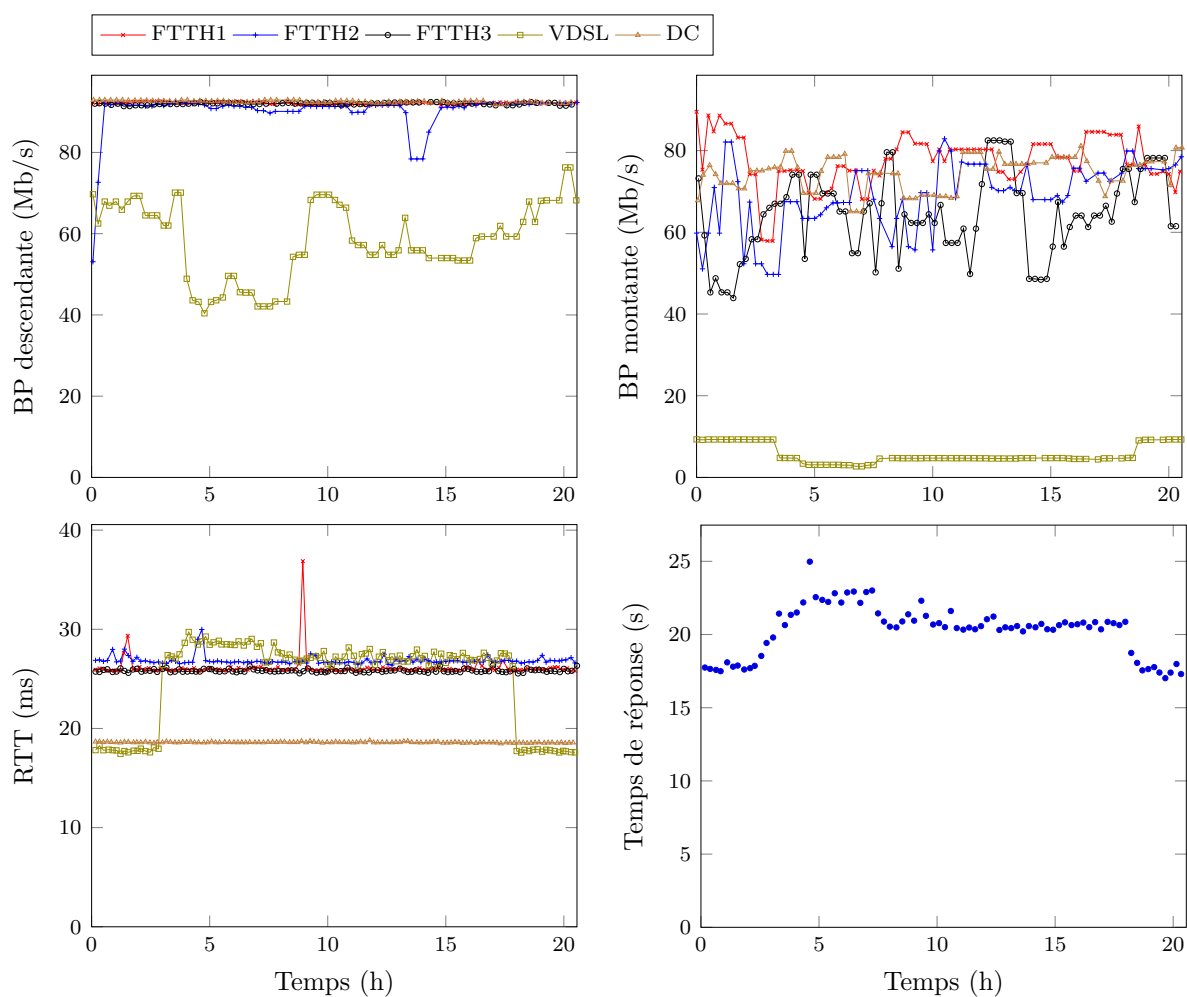 FTTH1 FTTH2 FTTH3 VDSL DC
BP descendante (Mb/s)
0
20
40
60
80
0 5 10 15 20
BP montante (Mb/s)
0
20
40
60
80
0 5 10 15 20
RTT (ms)
0
10
20
30
40
0 5 10 15 20
Temps (h)
Temps de réponse (s)
0
5
10
15
20
25
0 5 10 15 20
Temps (h)